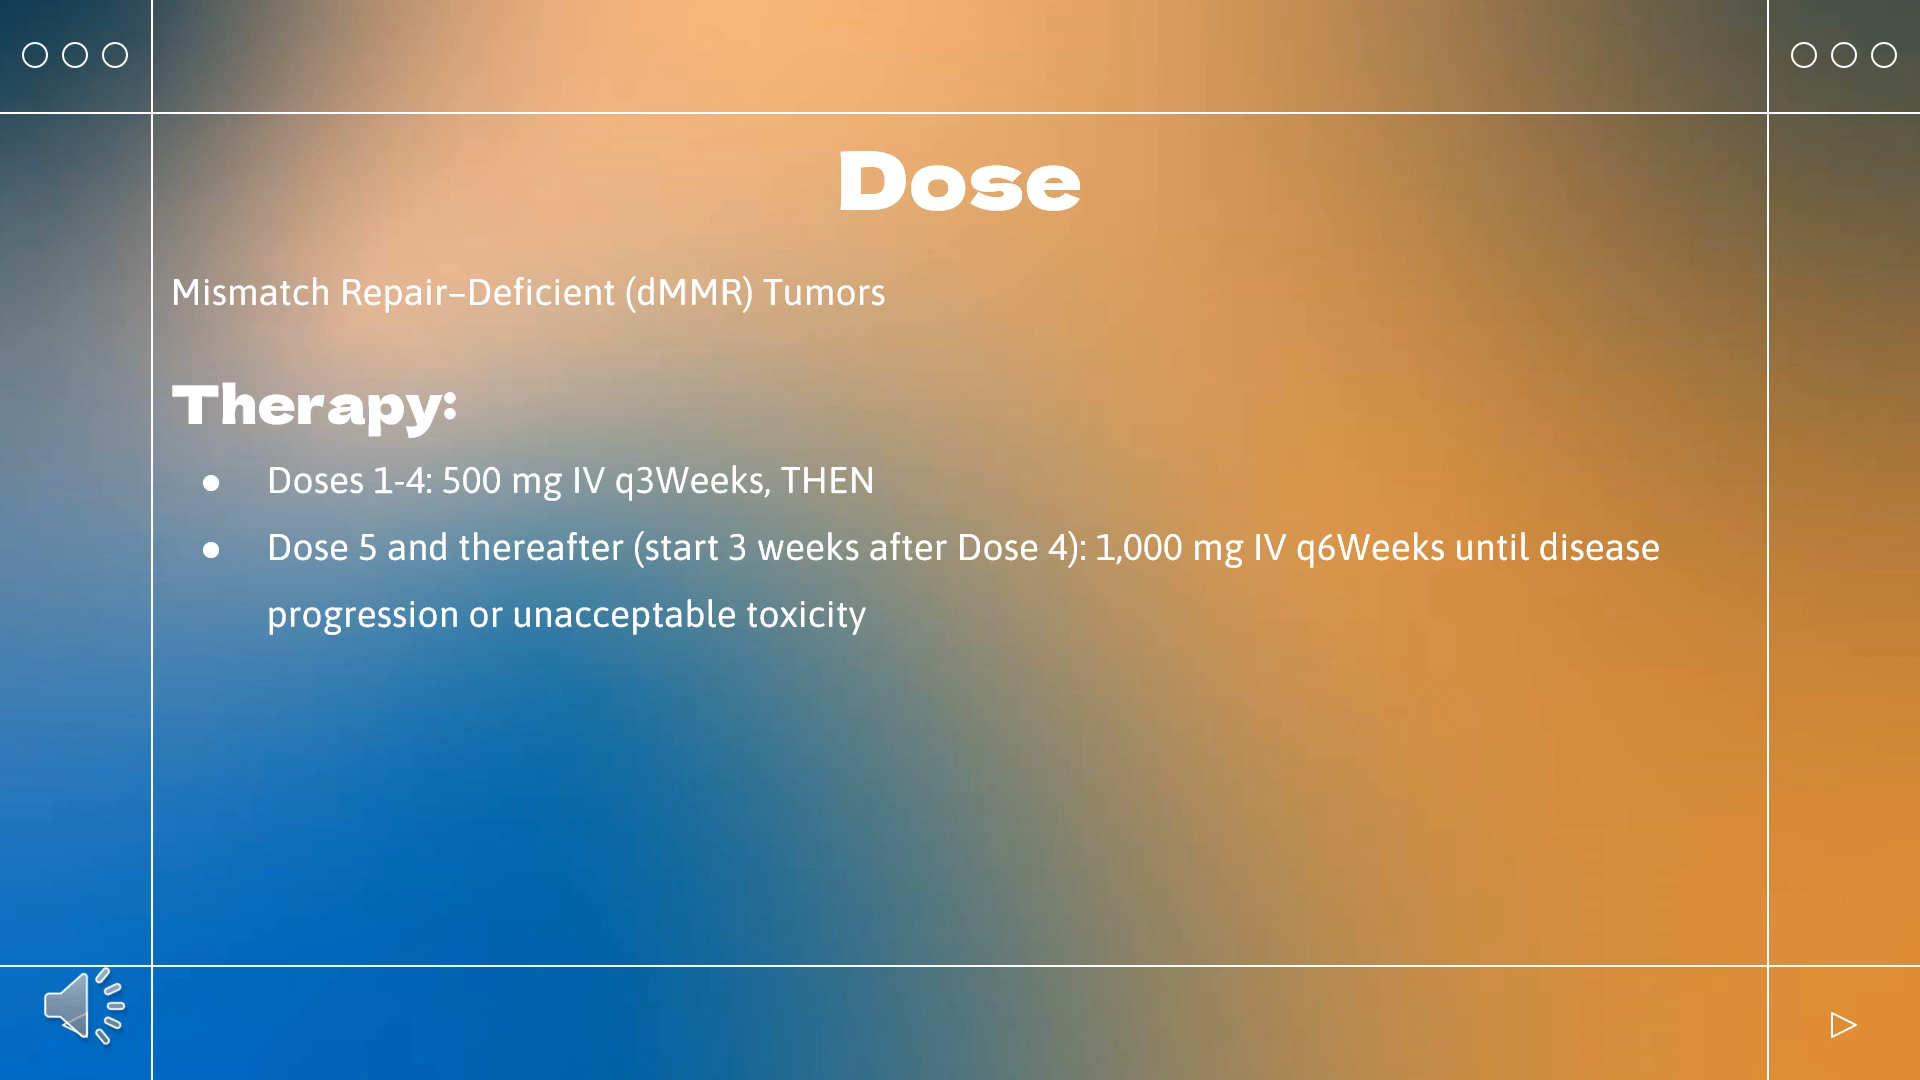 Dose
Mismatch Repair–Deficient (dMMR) Tumors
Therapy:
● Doses 1-4: 500 mg IV q3Weeks, THEN
● Dose 5 and thereafter (start 3 weeks after Dose 4): 1,000 mg IV q6Weeks until disease
progression or unacceptable toxicity